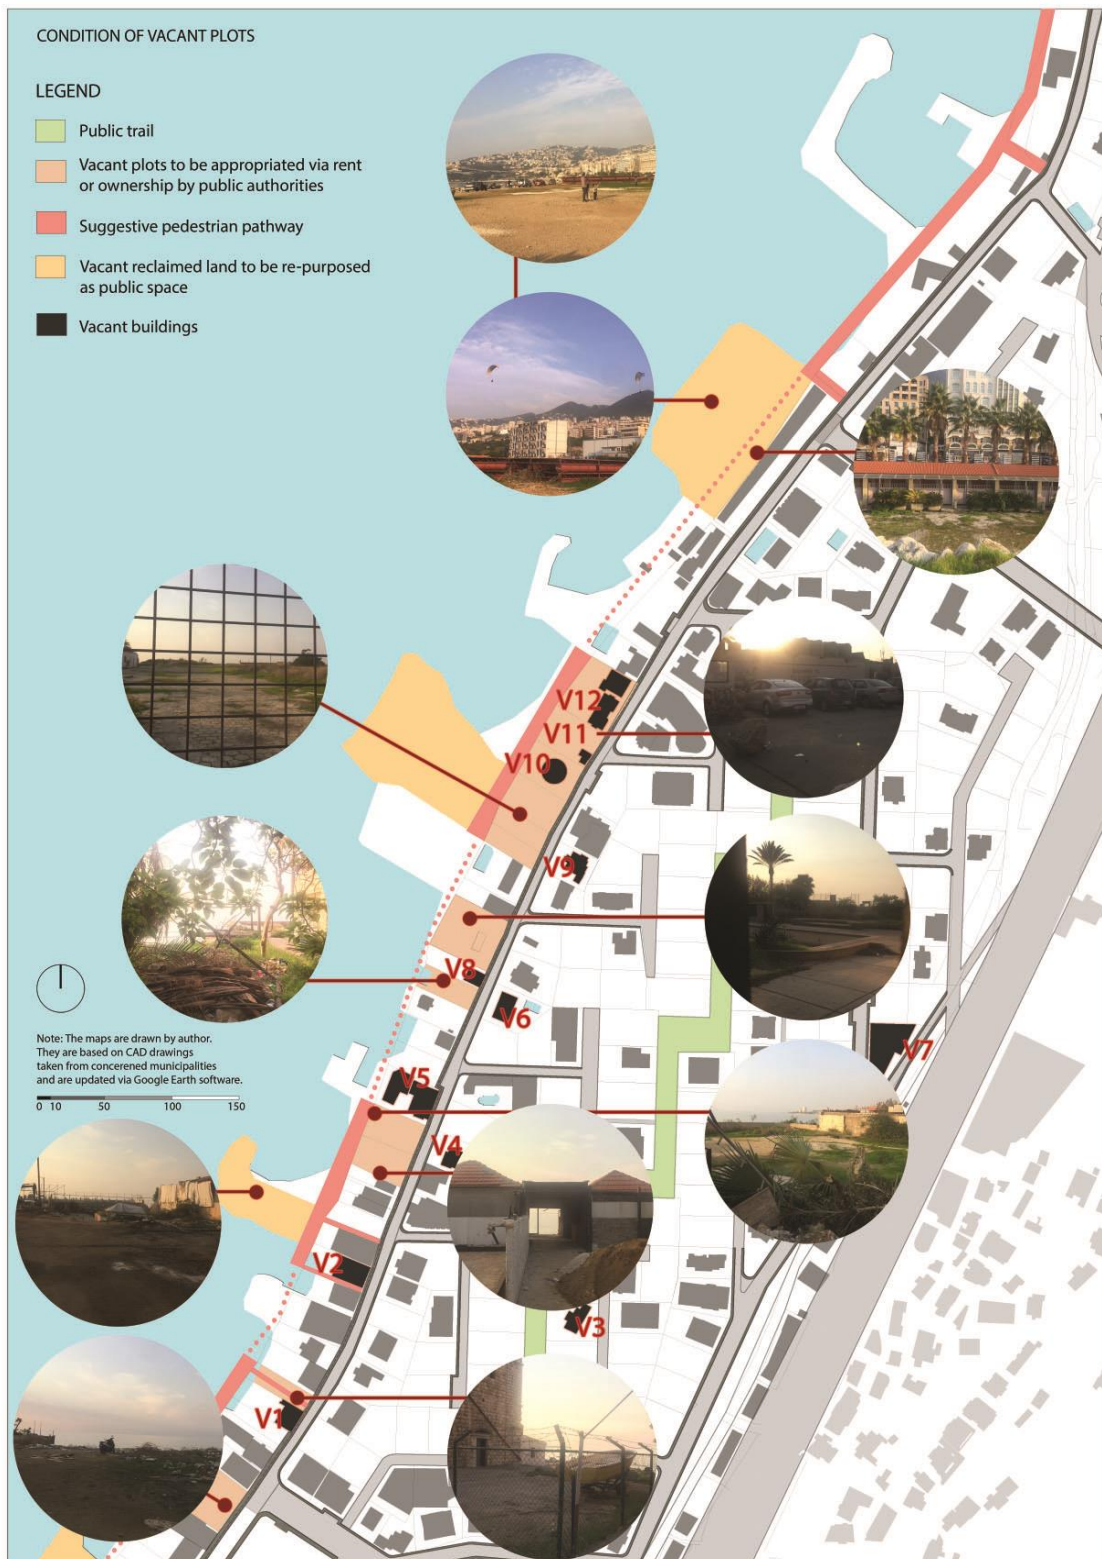 CONDITION OF VACANT PLOTS
LEGEND
Public trail
Vacant plots to be appropriated via rent
or ownership by public authorities
Suggestive pedestrian pathway
Vacant reclaimed land to be re-purposed
as public space
Vacant buildings
V12
V11
V10
V9
V8
V6
V7
V5
V4
V2
V3
V1
Note: The maps are drawn by author.
They are based on CAD drawings
taken from concerened municipalities
and are updated via Google Earth software.
0 10 50 100 150